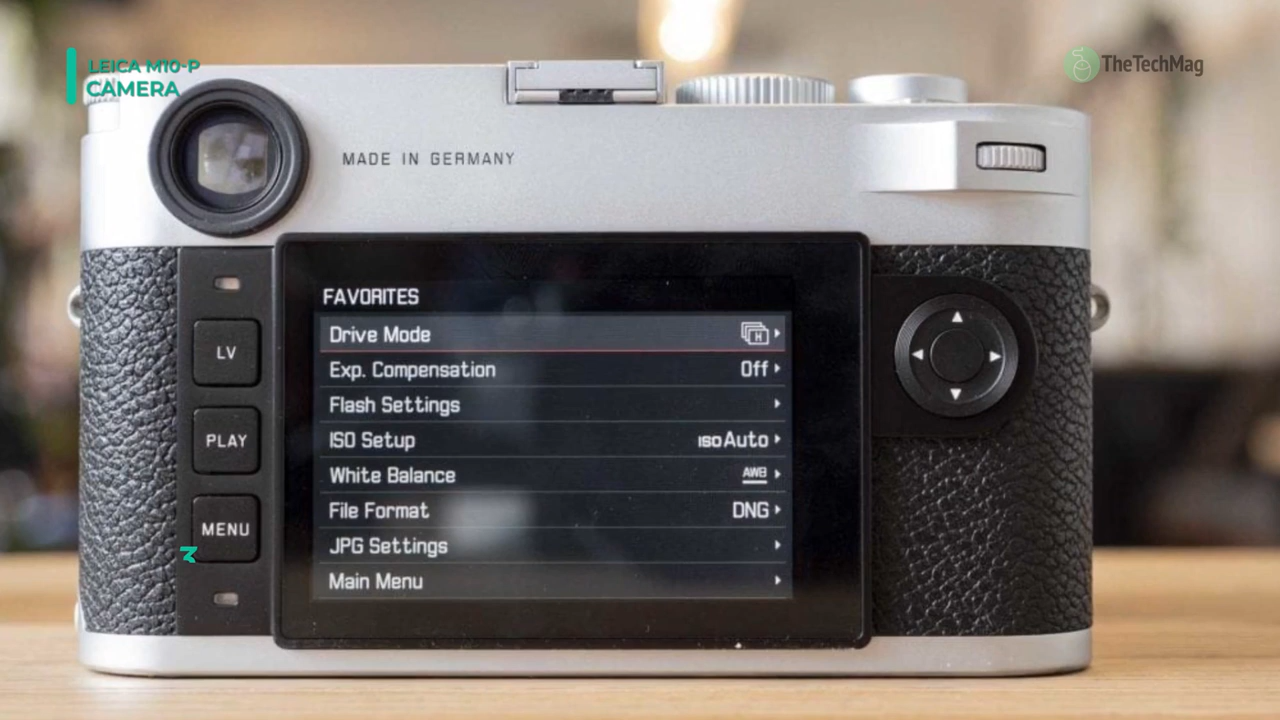 LEICA M10-P
CAMERA
TheTechMag
MADE IN GERMANY
FAVORITES
Drive Mode H
Exp. Compensation Off
Flash Settings
ISO Setup ISO Auto
White Balance AWB
File Format DNG
JPG Settings
Main Menu
LV
PLAY
MENU